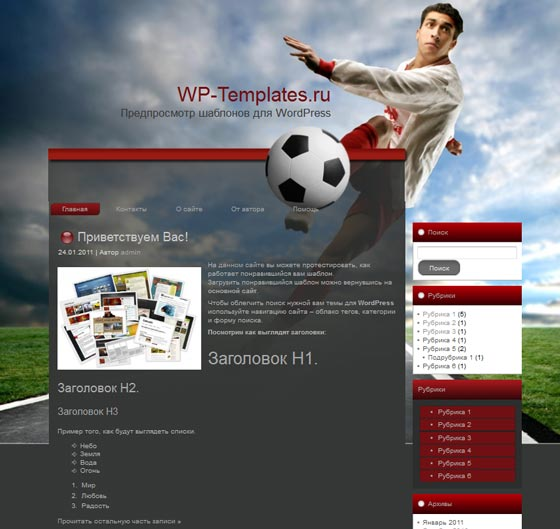 WP-Templates.ru
Предпросмотр шаблонов для WordPress
Главная Контакты О сайте От автора Помощь
Приветствуем Вас!
24.01.2011 | Автор admin
На данном сайте вы можете протестировать, как
работает понравившийся вам шаблон.
Загрузить понравившийся шаблон можно вернувшись на
основной сайт.
Чтобы облегчить поиск нужной вам темы для WordPress
используйте навигацию сайта – облако тегов, категории
и форму поиска.
Посмотрим как выглядят заголовки:
Заголовок H1.
Заголовок H2.
Заголовок H3
Пример того, как будут выглядеть списки.
Небо
Земля
Вода
Огонь
1. Мир
2. Любовь
3. Радость
Прочитать остальную часть записи »
Поиск
Поиск
Рубрики
Рубрика 1 (5)
Рубрика 2 (1)
Рубрика 3 (1)
Рубрика 4 (1)
Рубрика 5 (2)
Подрубрика 1 (1)
Рубрика 6 (1)
Рубрики
Рубрика 1
Рубрика 2
Рубрика 3
Рубрика 4
Рубрика 5
Рубрика 6
Архивы
Январь 2011